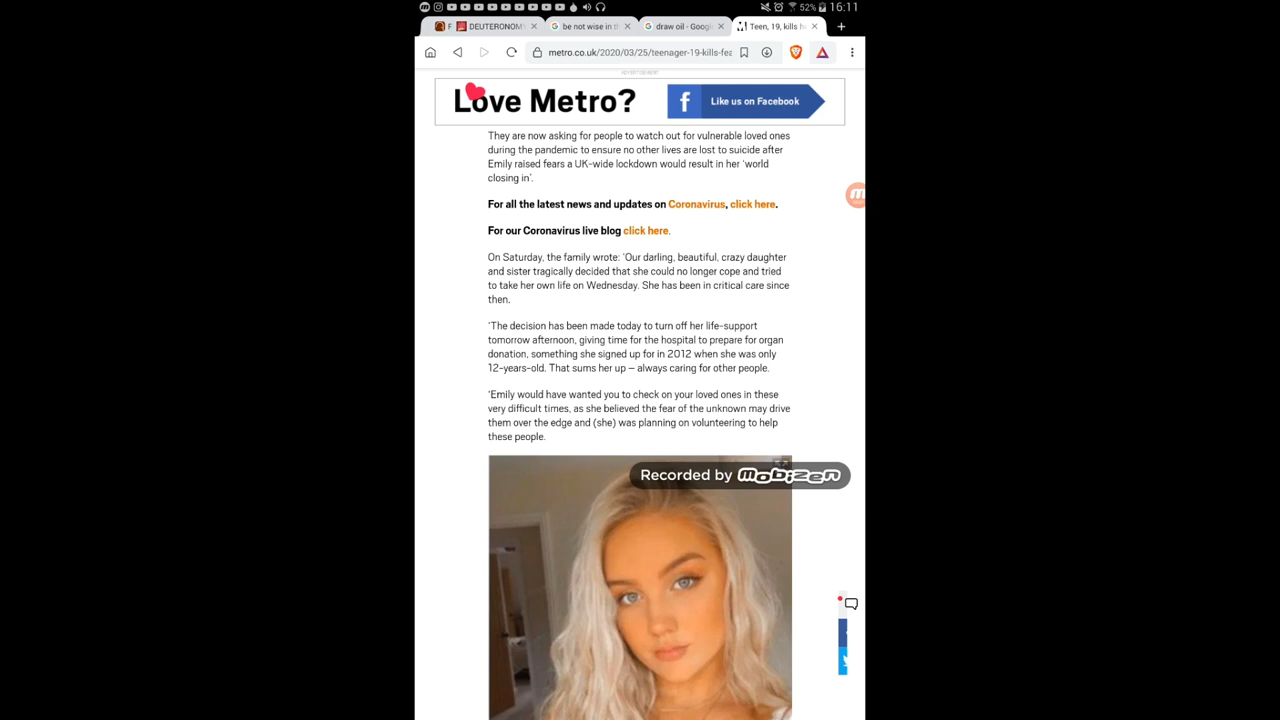 52% 16:11
F DEUTERONOMY
be not wise in th
draw oil - Google
Teen, 19, kills he
metro.co.uk/2020/03/25/teenager-19-kills-fea
ADVERTISEMENT
Love Metro?
f Like us on Facebook
They are now asking for people to watch out for vulnerable loved ones
during the pandemic to ensure no other lives are lost to suicide after
Emily raised fears a UK-wide lockdown would result in her ‘world
closing in’.
For all the latest news and updates on Coronavirus, click here.
For our Coronavirus live blog click here.
On Saturday, the family wrote: ‘Our darling, beautiful, crazy daughter
and sister tragically decided that she could no longer cope and tried
to take her own life on Wednesday. She has been in critical care since
then.
‘The decision has been made today to turn off her life-support
tomorrow afternoon, giving time for the hospital to prepare for organ
donation, something she signed up for in 2012 when she was only
12-years-old. That sums her up – always caring for other people.
‘Emily would have wanted you to check on your loved ones in these
very difficult times, as she believed the fear of the unknown may drive
them over the edge and (she) was planning on volunteering to help
these people.
Recorded by mobizen